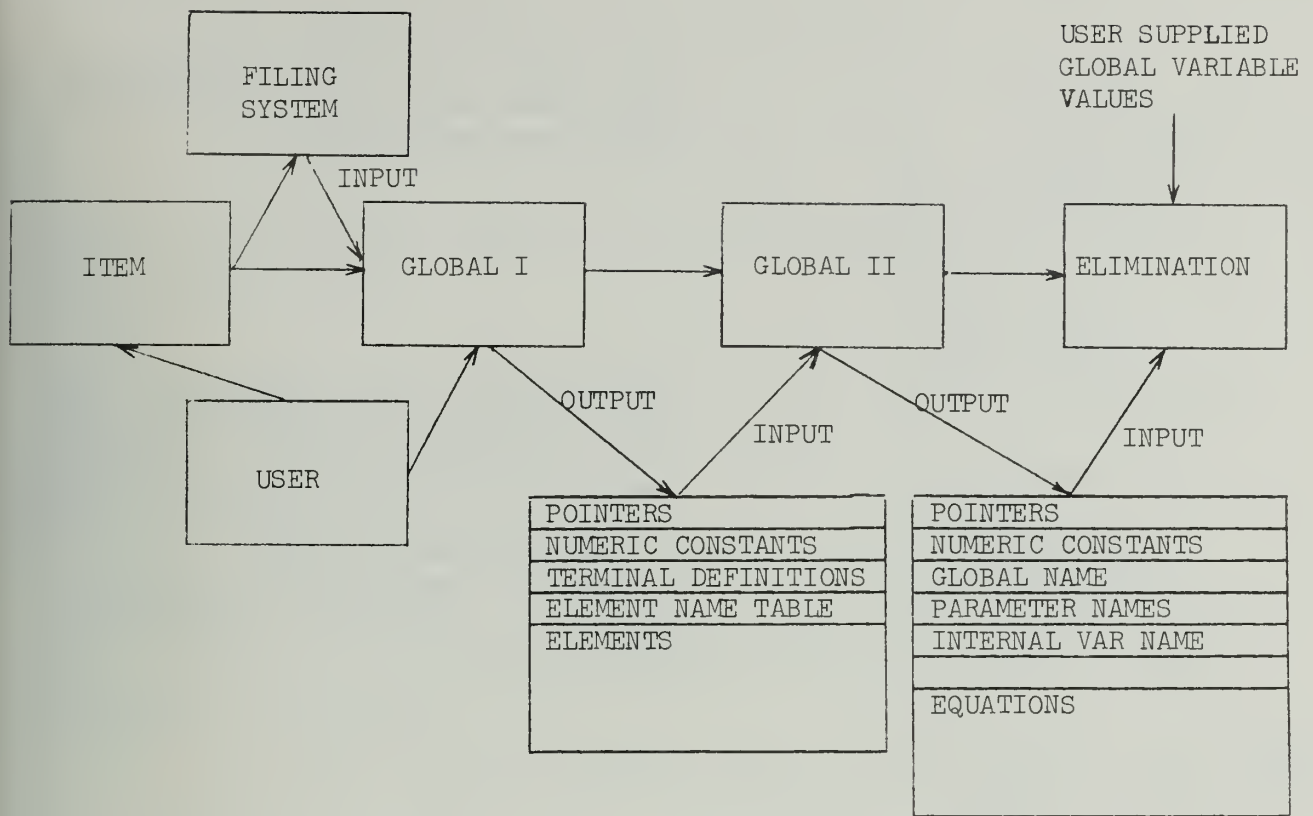 USER SUPPLIED
GLOBAL VARIABLE
VALUES
FILING
SYSTEM
INPUT
ITEM
GLOBAL I
GLOBAL II
ELIMINATION
USER
OUTPUT
INPUT
OUTPUT
INPUT
POINTERS
NUMERIC CONSTANTS
TERMINAL DEFINITIONS
ELEMENT NAME TABLE
ELEMENTS
POINTERS
NUMERIC CONSTANTS
GLOBAL NAME
PARAMETER NAMES
INTERNAL VAR NAME
EQUATIONS